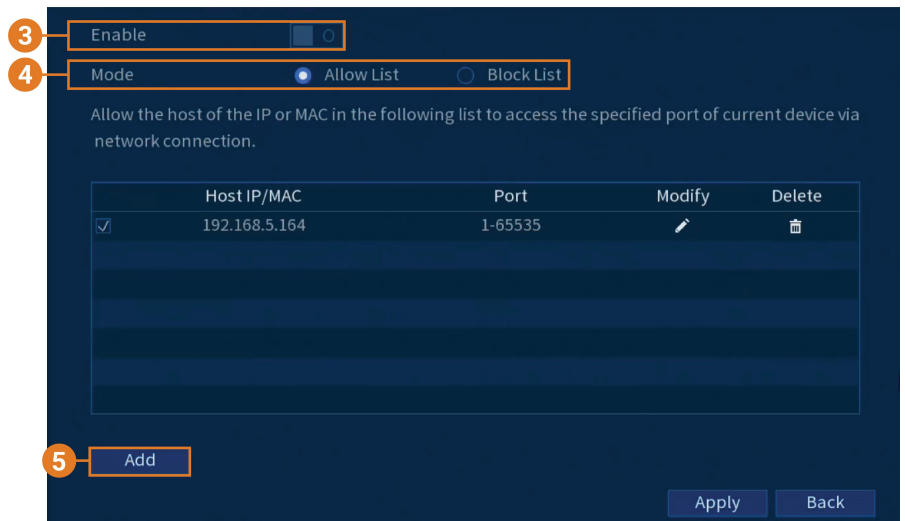 3 Enable
4 Mode Allow List Block List
Allow the host of the IP or MAC in the following list to access the specified port of current device via
network connection.
Host IP/MAC Port Modify Delete
192.168.5.164 1-65535
5 Add
Apply Back